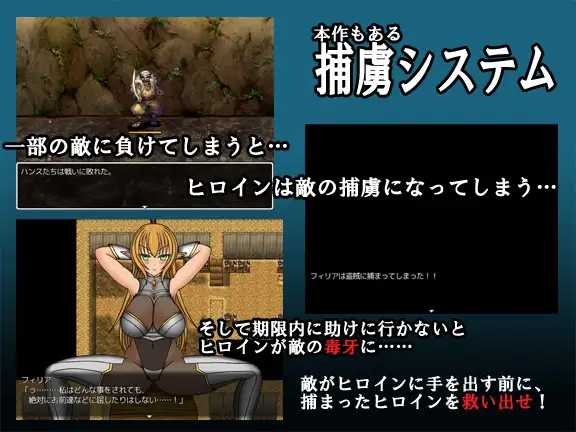 本作もある
捕虜システム
一部の敵に負けてしまうと…
ハンスたちは戦いに敗れた。
ヒロインは敵の捕虜になってしまう…
フィリアは盗賊に捕まってしまった！！
そして期限内に助けに行かないと
ヒロインが敵の毒牙に……
フィリア
「っ………私はどんな事をされても、
絶対にお前達などに屈したりはしない……！」
敵がヒロインに手を出す前に、
捕まったヒロインを救い出せ！